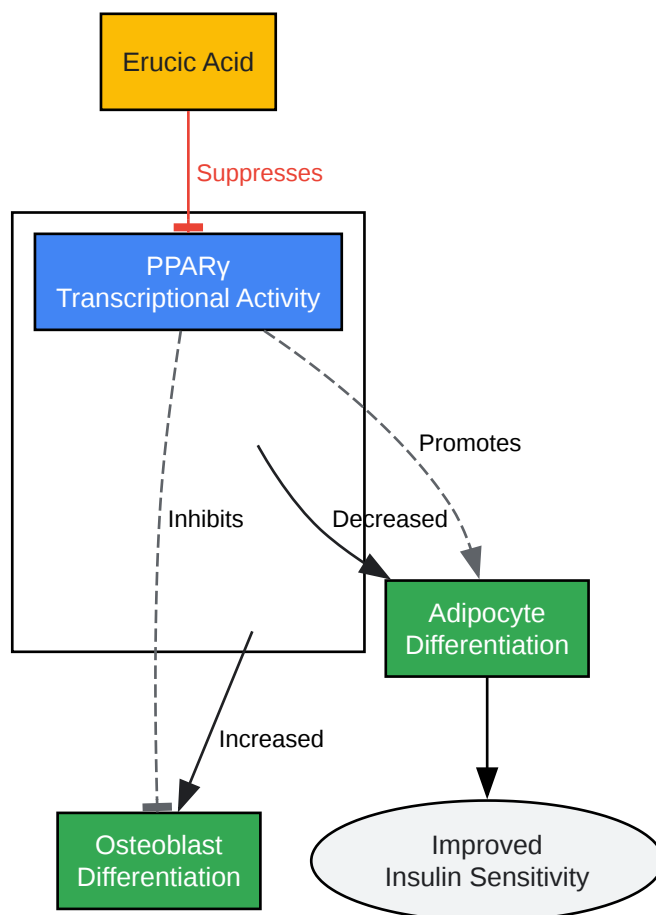 Erucic Acid
Suppresses
PPARγ
Transcriptional Activity
Promotes
Inhibits
Decreased
Adipocyte
Differentiation
Increased
Osteoblast
Differentiation
Improved
Insulin Sensitivity